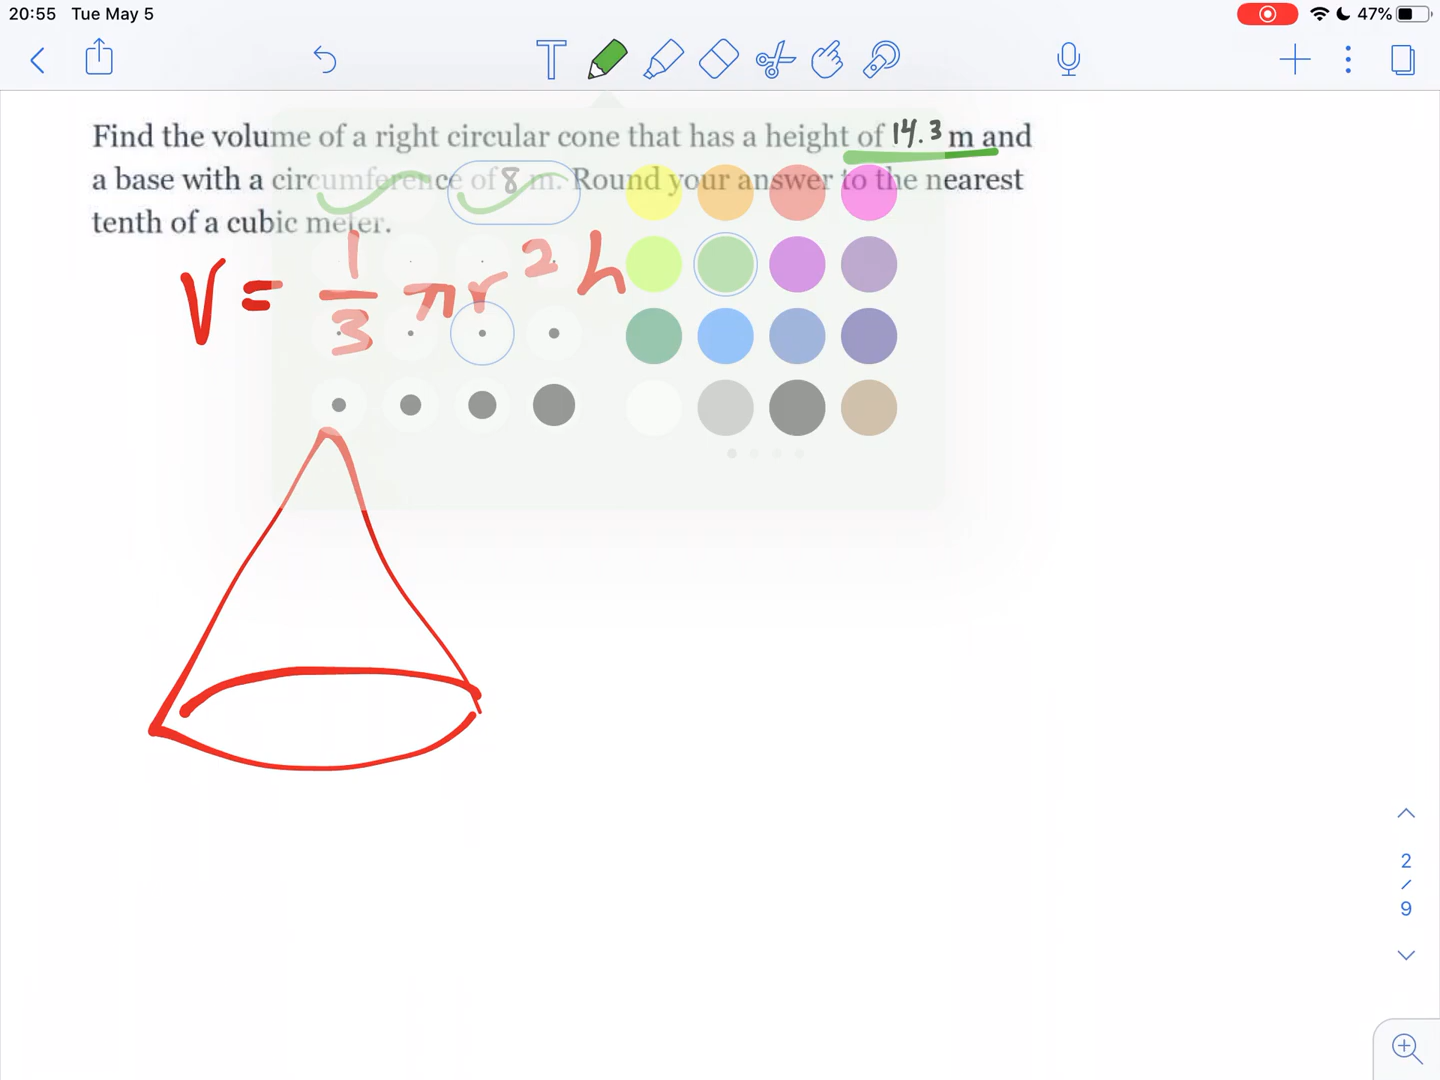 20:55 Tue May 5 47%
T
Find the volume of a right circular cone that has a height of 14.3 m and
a base with a circumference of 8 m. Round your answer to the nearest
tenth of a cubic meter.
V = 1/3 πr²h
2
/
9